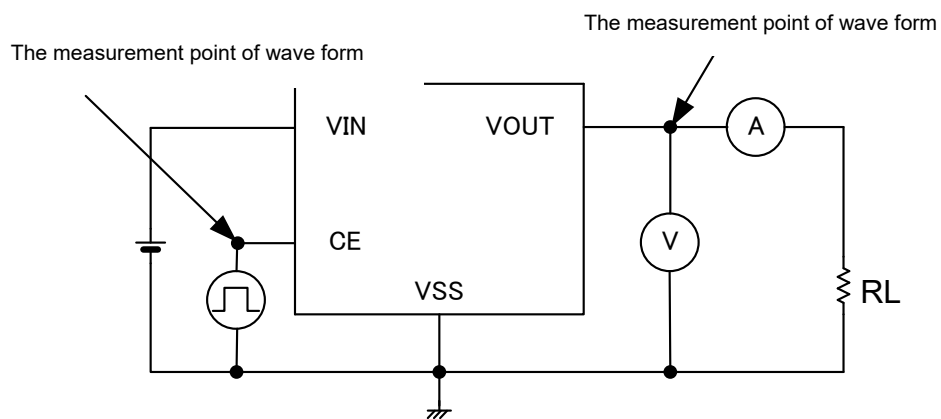 The measurement point of wave form
The measurement point of wave form
VIN
VOUT
A
CE
V
VSS
RL